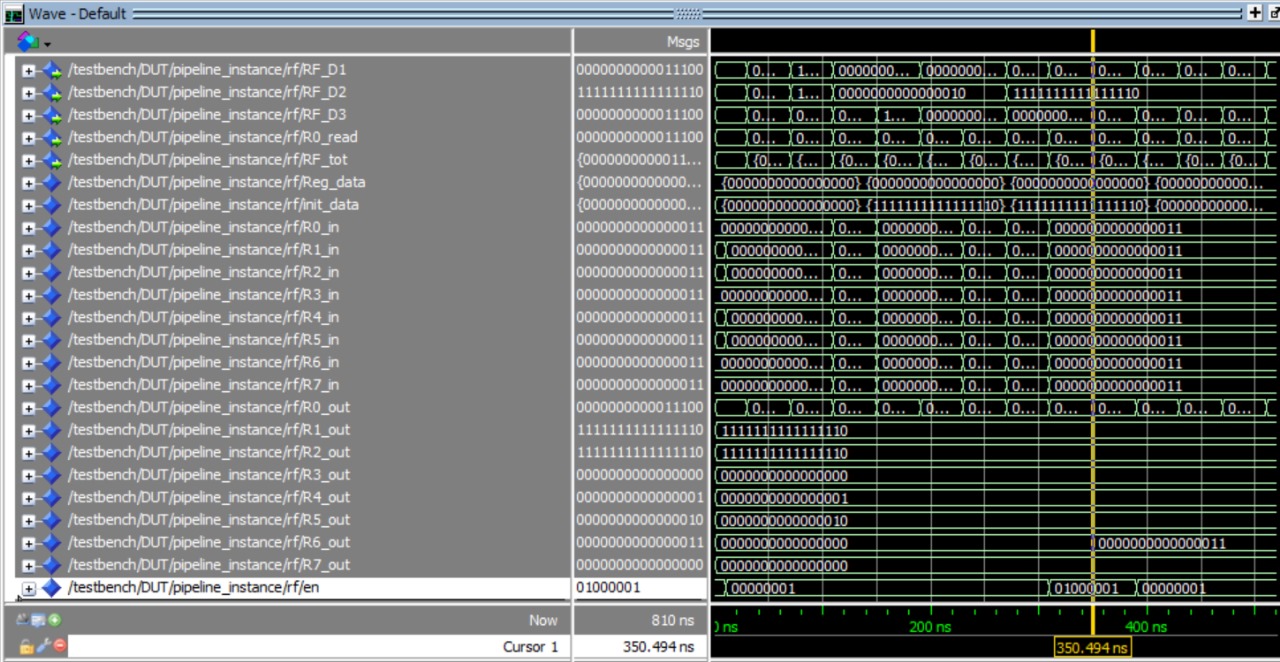 Wave - Default
Msgs
/testbench/DUT/pipeline_instance/rf/RF_D1 0000000000011100 0... 1... 0000000... 0000000... 0... 0... 0... 0... 0... 0...
/testbench/DUT/pipeline_instance/rf/RF_D2 1111111111111110 0... 1... 0000000000000010 1111111111111110
/testbench/DUT/pipeline_instance/rf/RF_D3 0000000000011100 0... 0... 0... 1... 0000000... 0000000... 0... 0... 0... 0...
/testbench/DUT/pipeline_instance/rf/R0_read 0000000000011100 0... 0... 0... 0... 0... 0... 0... 0... 0... 0... 0... 0...
/testbench/DUT/pipeline_instance/rf/RF_tot {0000000000011... {0... {... {0... {0... {... {0... {... {0... {0... {... {0... {0...
/testbench/DUT/pipeline_instance/rf/Reg_data {0000000000000... {0000000000000000} {0000000000000000} {0000000000000000} {00000000000...
/testbench/DUT/pipeline_instance/rf/init_data {0000000000000... {0000000000000000} {1111111111111110} {1111111111111110} {00000000000...
/testbench/DUT/pipeline_instance/rf/R0_in 0000000000000011 00000000000... 0... 0000000... 0... 0... 0000000000000011
/testbench/DUT/pipeline_instance/rf/R1_in 0000000000000011 000000000... 0... 0000000... 0... 0... 0000000000000011
/testbench/DUT/pipeline_instance/rf/R2_in 0000000000000011 000000000... 0... 0000000... 0... 0... 0000000000000011
/testbench/DUT/pipeline_instance/rf/R3_in 0000000000000011 00000000000... 0... 0000000... 0... 0... 0000000000000011
/testbench/DUT/pipeline_instance/rf/R4_in 0000000000000011 000000000... 0... 0000000... 0... 0... 0000000000000011
/testbench/DUT/pipeline_instance/rf/R5_in 0000000000000011 000000000... 0... 0000000... 0... 0... 0000000000000011
/testbench/DUT/pipeline_instance/rf/R6_in 0000000000000011 00000000000... 0... 0000000... 0... 0... 0000000000000011
/testbench/DUT/pipeline_instance/rf/R7_in 0000000000000011 00000000000... 0... 0000000... 0... 0... 0000000000000011
/testbench/DUT/pipeline_instance/rf/R0_out 0000000000011100 0... 0... 0... 0... 0... 0... 0... 0... 0... 0... 0... 0...
/testbench/DUT/pipeline_instance/rf/R1_out 1111111111111110 1111111111111110
/testbench/DUT/pipeline_instance/rf/R2_out 1111111111111110 1111111111111110
/testbench/DUT/pipeline_instance/rf/R3_out 0000000000000000 0000000000000000
/testbench/DUT/pipeline_instance/rf/R4_out 0000000000000001 0000000000000001
/testbench/DUT/pipeline_instance/rf/R5_out 0000000000000010 0000000000000010
/testbench/DUT/pipeline_instance/rf/R6_out 0000000000000011 0000000000000000 0000000000000011
/testbench/DUT/pipeline_instance/rf/R7_out 0000000000000000 0000000000000000
/testbench/DUT/pipeline_instance/rf/en 01000001 00000001 01000001 00000001
Now 810 ns ns 200 ns 400 ns
Cursor 1 350.494 ns 350.494 ns